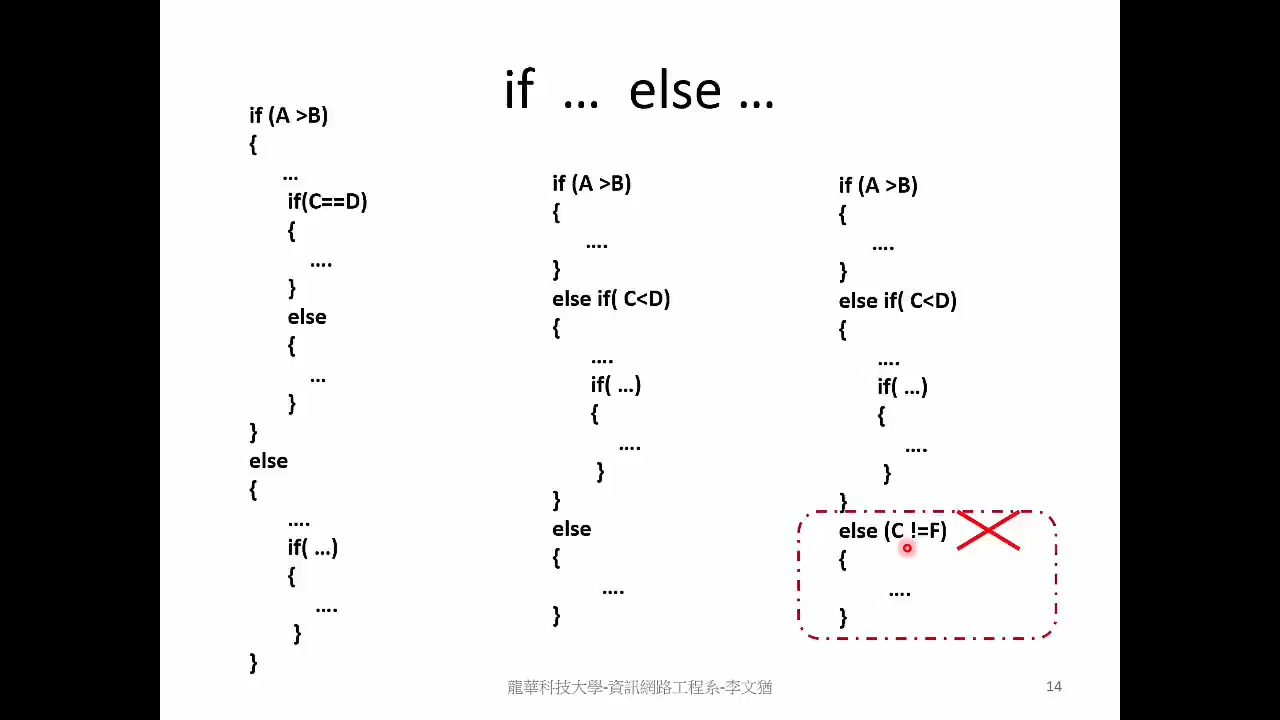 if … else …
if (A >B)
{
…
if(C==D)
{
….
}
else
{
…
}
}
else
{
….
if( …)
{
….
}
}
if (A >B)
{
….
}
else if( C<D)
{
….
if( …)
{
….
}
}
else
{
….
}
if (A >B)
{
….
}
else if( C<D)
{
….
if( …)
{
….
}
}
else (C !=F)
{
….
}
龍華科技大學-資訊網路工程系-李文猶
14